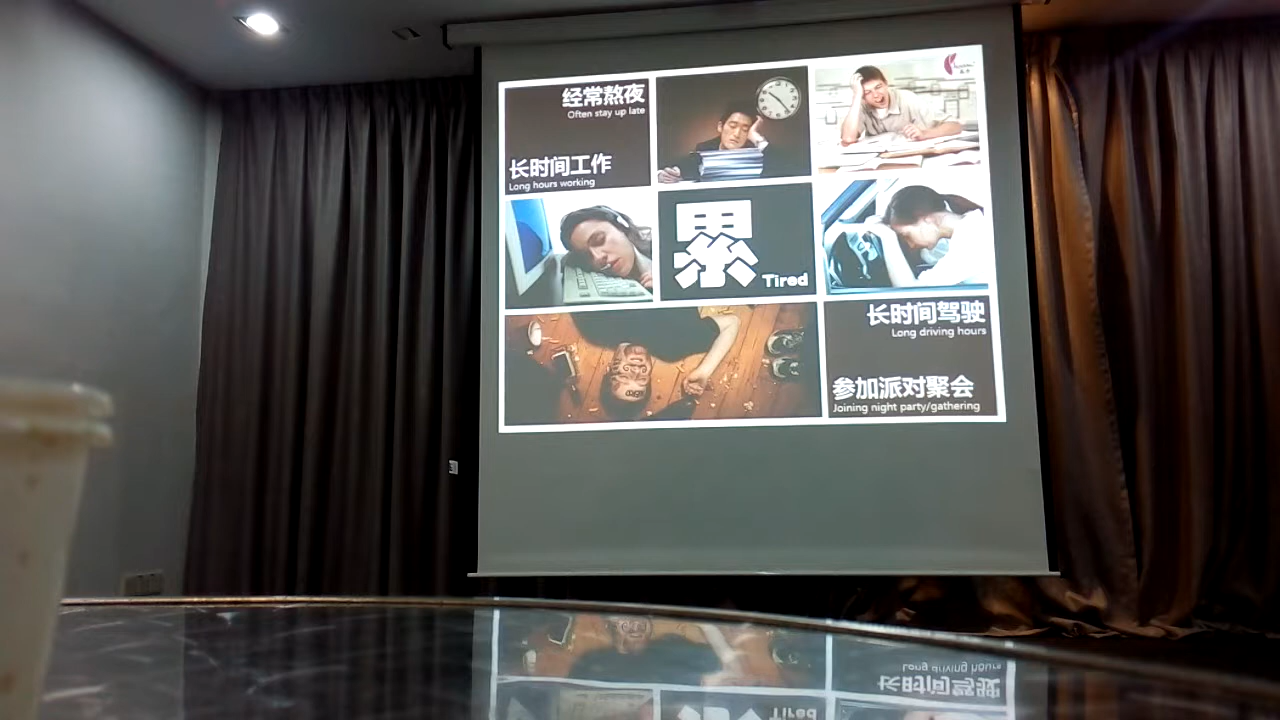 经常熬夜
Often stay up late
长时间工作
Long hours working
累
Tired
长时间驾驶
Long driving hours
参加派对聚会
Joining night party/gathering